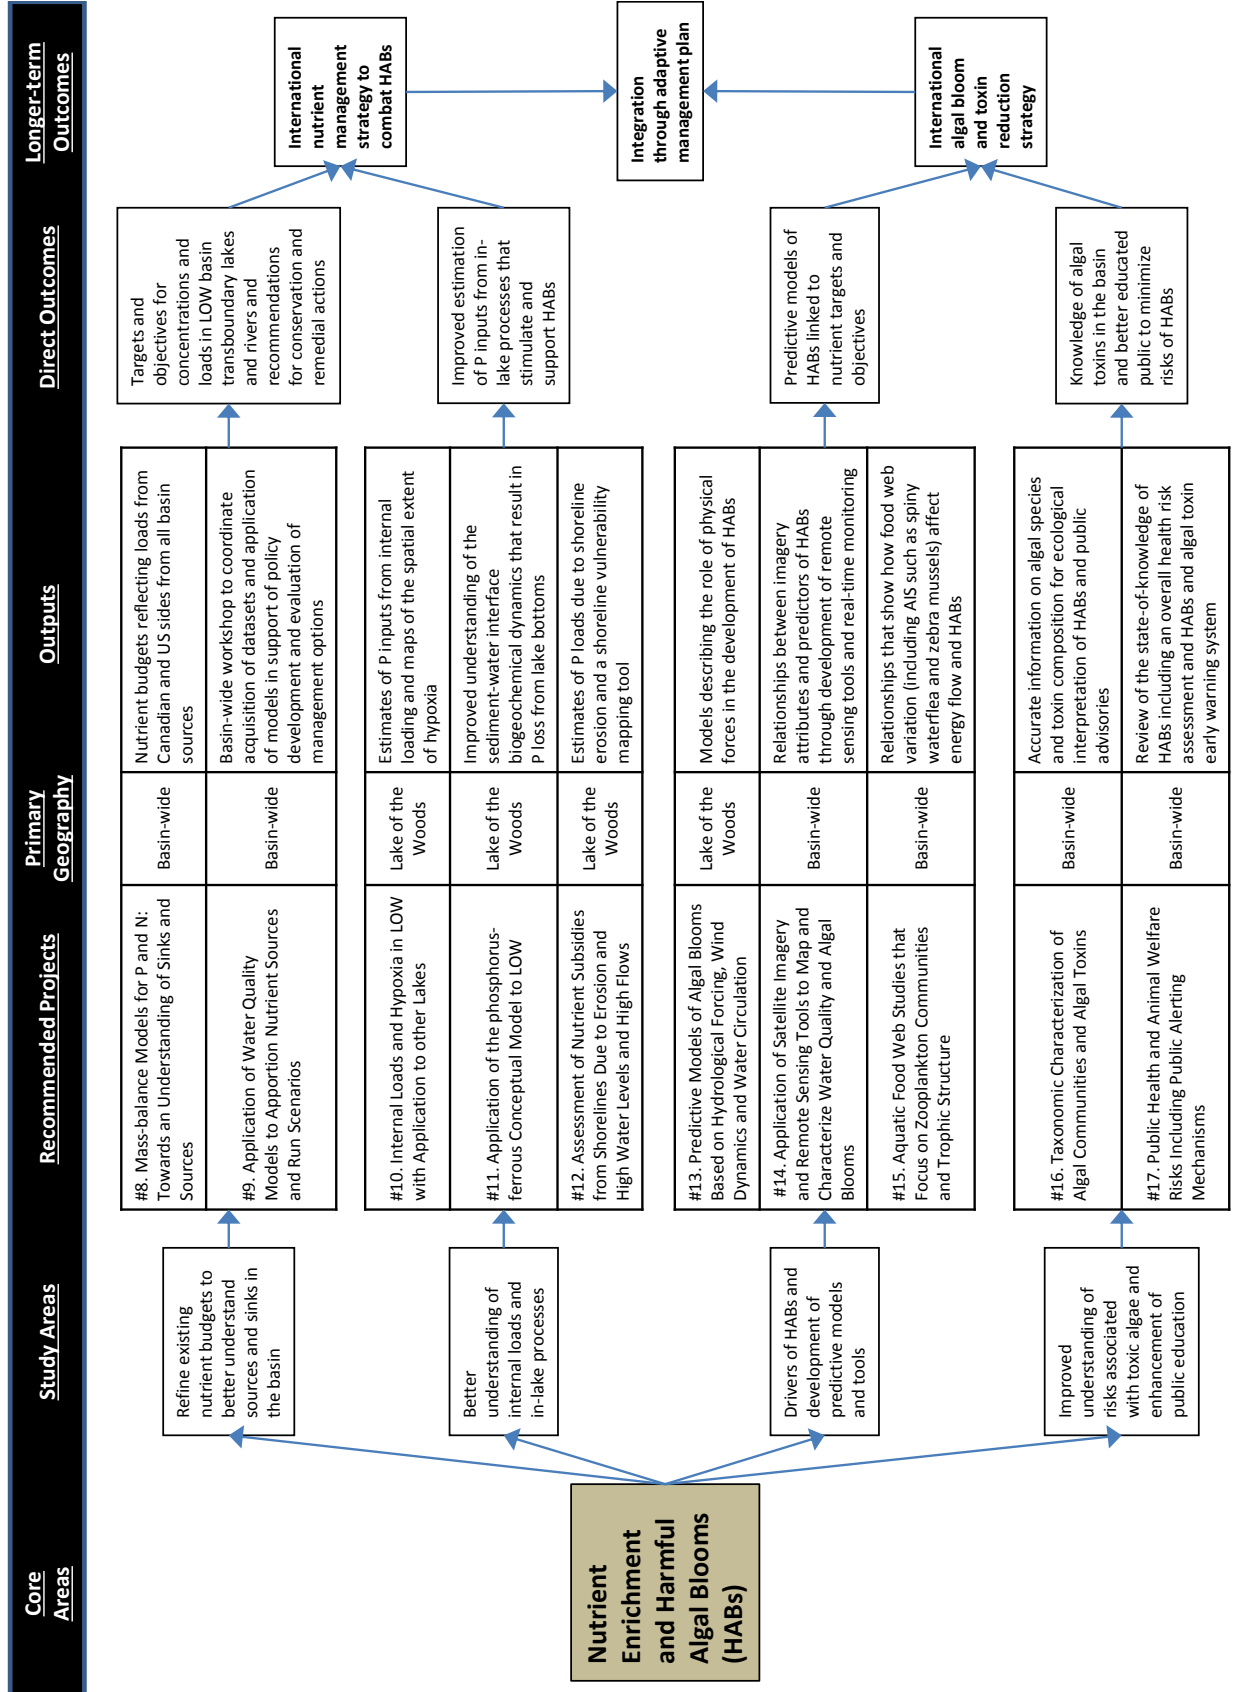 Core
Areas
Study Areas
Recommended Projects
Primary
Geography
Outputs
Direct Outcomes
Longer-term
Outcomes
Nutrient
Enrichment
and Harmful
Algal Blooms
(HABs)
Refine existing
nutrient budgets to
better understand
sources and sinks in
the basin
#8. Mass-balance Models for P and N:
Towards an Understanding of Sinks and
Sources
Basin-wide
Nutrient budgets reflecting loads from
Canadian and US sides from all basin
sources
#9. Application of Water Quality
Models to Apportion Nutrient Sources
and Run Scenarios
Basin-wide
Basin-wide workshop to coordinate
acquisition of datasets and application
of models in support of policy
development and evaluation of
management options
Targets and
objectives for
concentrations and
loads in LOW basin
transboundary lakes
and rivers and
recommendations
for conservation and
remedial actions
Better
understanding of
internal loads and
in-lake processes
#10. Internal Loads and Hypoxia in LOW
with Application to other Lakes
Lake of the
Woods
Estimates of P inputs from internal
loading and maps of the spatial extent
of hypoxia
#11. Application of the phosphorus-
ferrous Conceptual Model to LOW
Lake of the
Woods
Improved understanding of the
sediment-water interface
biogeochemical dynamics that result in
P loss from lake bottoms
#12. Assessment of Nutrient Subsidies
from Shorelines Due to Erosion and
High Water Levels and High Flows
Lake of the
Woods
Estimates of P loads due to shoreline
erosion and a shoreline vulnerability
mapping tool
Improved estimation
of P inputs from in-
lake processes that
stimulate and
support HABs
International
nutrient
management
strategy to
combat HABs
Drivers of HABs and
development of
predictive models
and tools
#13. Predictive Models of Algal Blooms
Based on Hydrological Forcing, Wind
Dynamics and Water Circulation
Lake of the
Woods
Models describing the role of physical
forces in the development of HABs
#14. Application of Satellite Imagery
and Remote Sensing Tools to Map and
Characterize Water Quality and Algal
Blooms
Basin-wide
Relationships between imagery
attributes and predictors of HABs
through development of remote
sensing tools and real-time monitoring
#15. Aquatic Food Web Studies that
Focus on Zooplankton Communities
and Trophic Structure
Basin-wide
Relationships that show how food web
variation (including AIS such as spiny
waterflea and zebra mussels) affect
energy flow and HABs
Predictive models of
HABs linked to
nutrient targets and
objectives
Integration
through adaptive
management plan
Improved
understanding of
risks associated
with toxic algae and
enhancement of
public education
#16. Taxonomic Characterization of
Algal Communities and Algal Toxins
Basin-wide
Accurate information on algal species
and toxin composition for ecological
interpretation of HABs and public
advisories
#17. Public Health and Animal Welfare
Risks Including Public Alerting
Mechanisms
Basin-wide
Review of the state-of-knowledge of
HABs including an overall health risk
assessment and HABs and algal toxin
early warning system
Knowledge of algal
toxins in the basin
and better educated
public to minimize
risks of HABs
International
algal bloom
and toxin
reduction
strategy